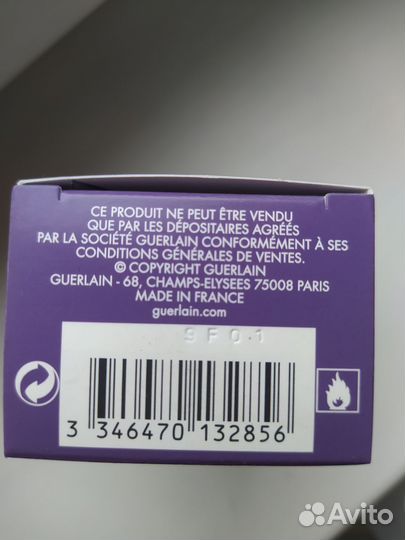 CE PRODUIT NE PEUT ÊTRE VENDU
QUE PAR LES DÉPOSITAIRES AGRÉÉS
PAR LA SOCIÉTÉ GUERLAIN CONFORMÉMENT À SES
CONDITIONS GÉNÉRALES DE VENTES.
© COPYRIGHT GUERLAIN
GUERLAIN - 68, CHAMPS-ELYSEES 75008 PARIS
MADE IN FRANCE
guerlain.com
9F01
3 346470 132856
Avito